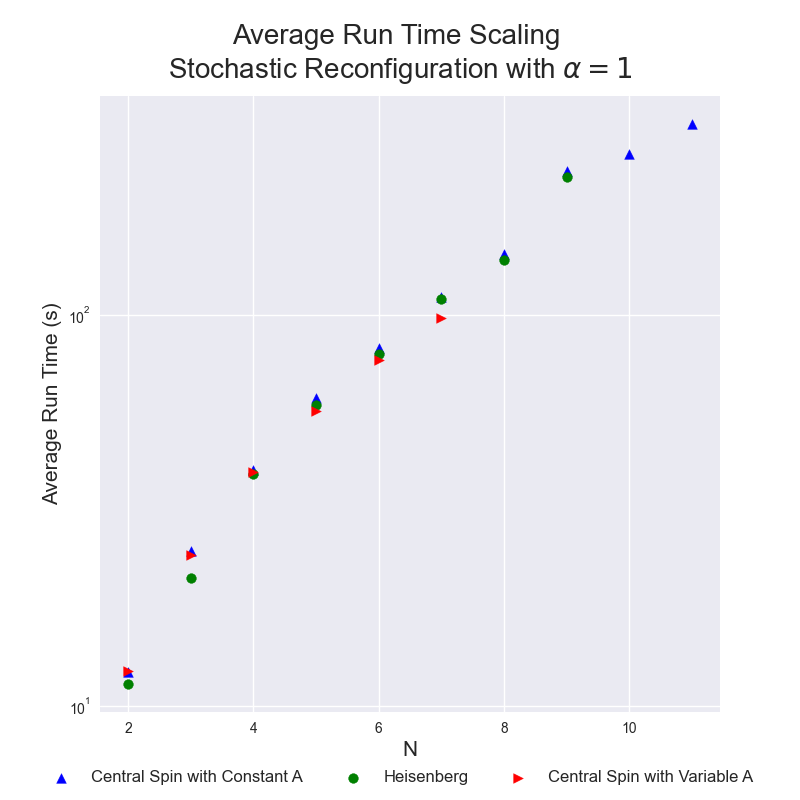 Average Run Time Scaling
Stochastic Reconfiguration with α = 1
Average Run Time (s)
10²
10¹
2 4 6 8 10
N
Central Spin with Constant A Heisenberg Central Spin with Variable A